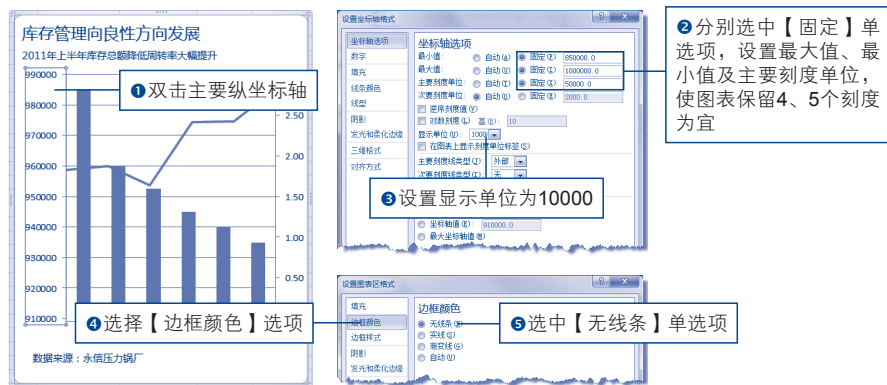 库存管理向良性方向发展
2011年上半年库存总额降低周转率大幅提升
990000
❶双击主要纵坐标轴
970000
2.50
960000
2.00
950000
940000
930000
1.00
920000
0.50
910000
❹选择【边框颜色】选项
数据来源：永信压力锅厂
设置坐标轴格式
坐标轴选项
数字
填充
线条颜色
线型
阴影
发光和柔化边缘
三维格式
对齐方式
坐标轴选项
最小值: 自动(A) 固定(F) 850000.0
最大值: 自动(U) 固定(I) 1000000.0
主要刻度单位: 自动(T) 固定(X) 50000.0
次要刻度单位: 自动(O) 固定(E) 2000.0
逆序刻度值(V)
对数刻度(L) 基(B): 10
显示单位(U): 1000
在图表上显示刻度单位标签(S)
主要刻度线类型(J): 外部
次要刻度线类型(I): 无
❸设置显示单位为10000
坐标轴值(E): 910000.0
最大坐标轴值(M)
❷分别选中【固定】单
选项，设置最大值、最
小值及主要刻度单位，
使图表保留4、5个刻度
为宜
设置图表区格式
填充
边框颜色
边框样式
阴影
发光和柔化边缘
边框颜色
无线条(N)
实线(S)
渐变线(G)
自动(U)
❺选中【无线条】单选项